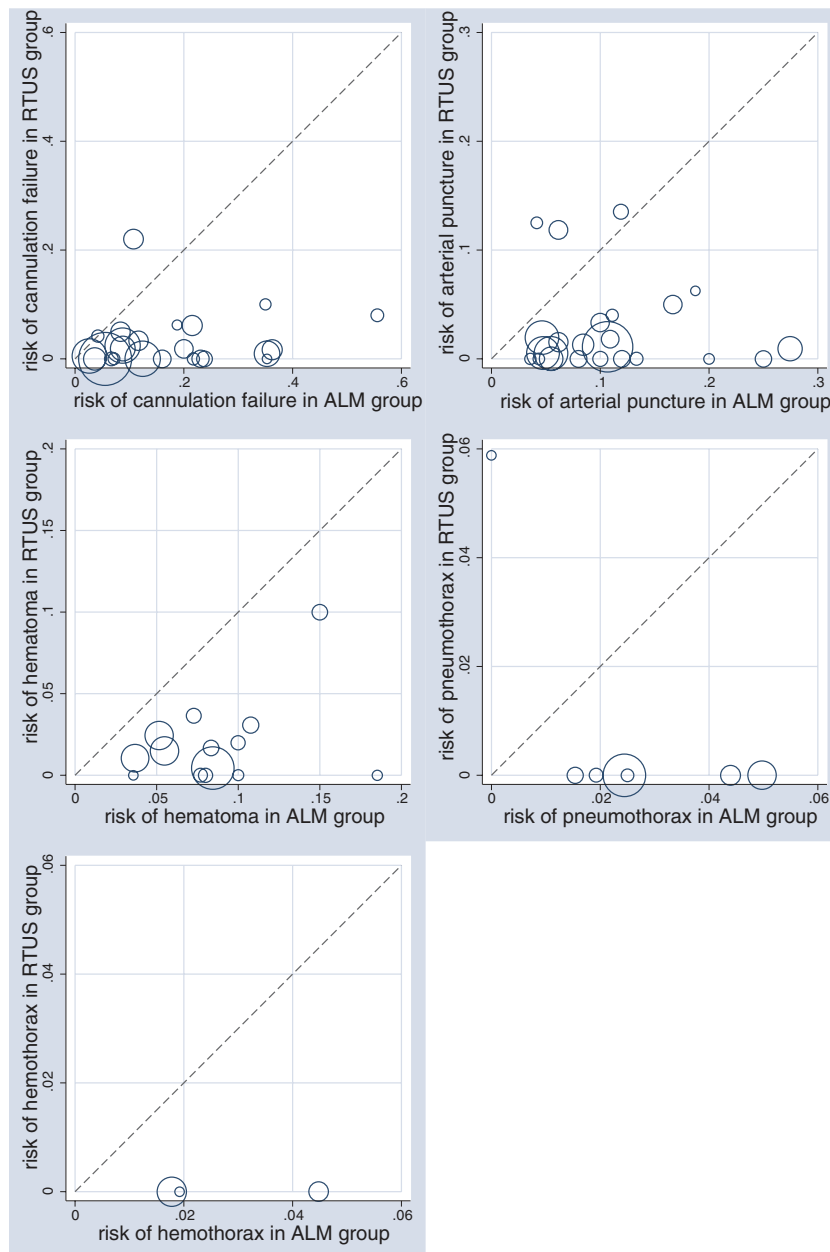 risk of cannulation failure in RTUS group
.6
.4
.2
0
0 .2 .4 .6
risk of cannulation failure in ALM group
risk of arterial puncture in RTUS group
.3
.2
.1
0
0 .1 .2 .3
risk of arterial puncture in ALM group
risk of hematoma in RTUS group
.2
.15
.1
.05
0
0 .05 .1 .15 .2
risk of hematoma in ALM group
risk of pneumothorax in RTUS group
.06
.04
.02
0
0 .02 .04 .06
risk of pneumothorax in ALM group
risk of hemothorax in RTUS group
.06
.04
.02
0
0 .02 .04 .06
risk of hemothorax in ALM group